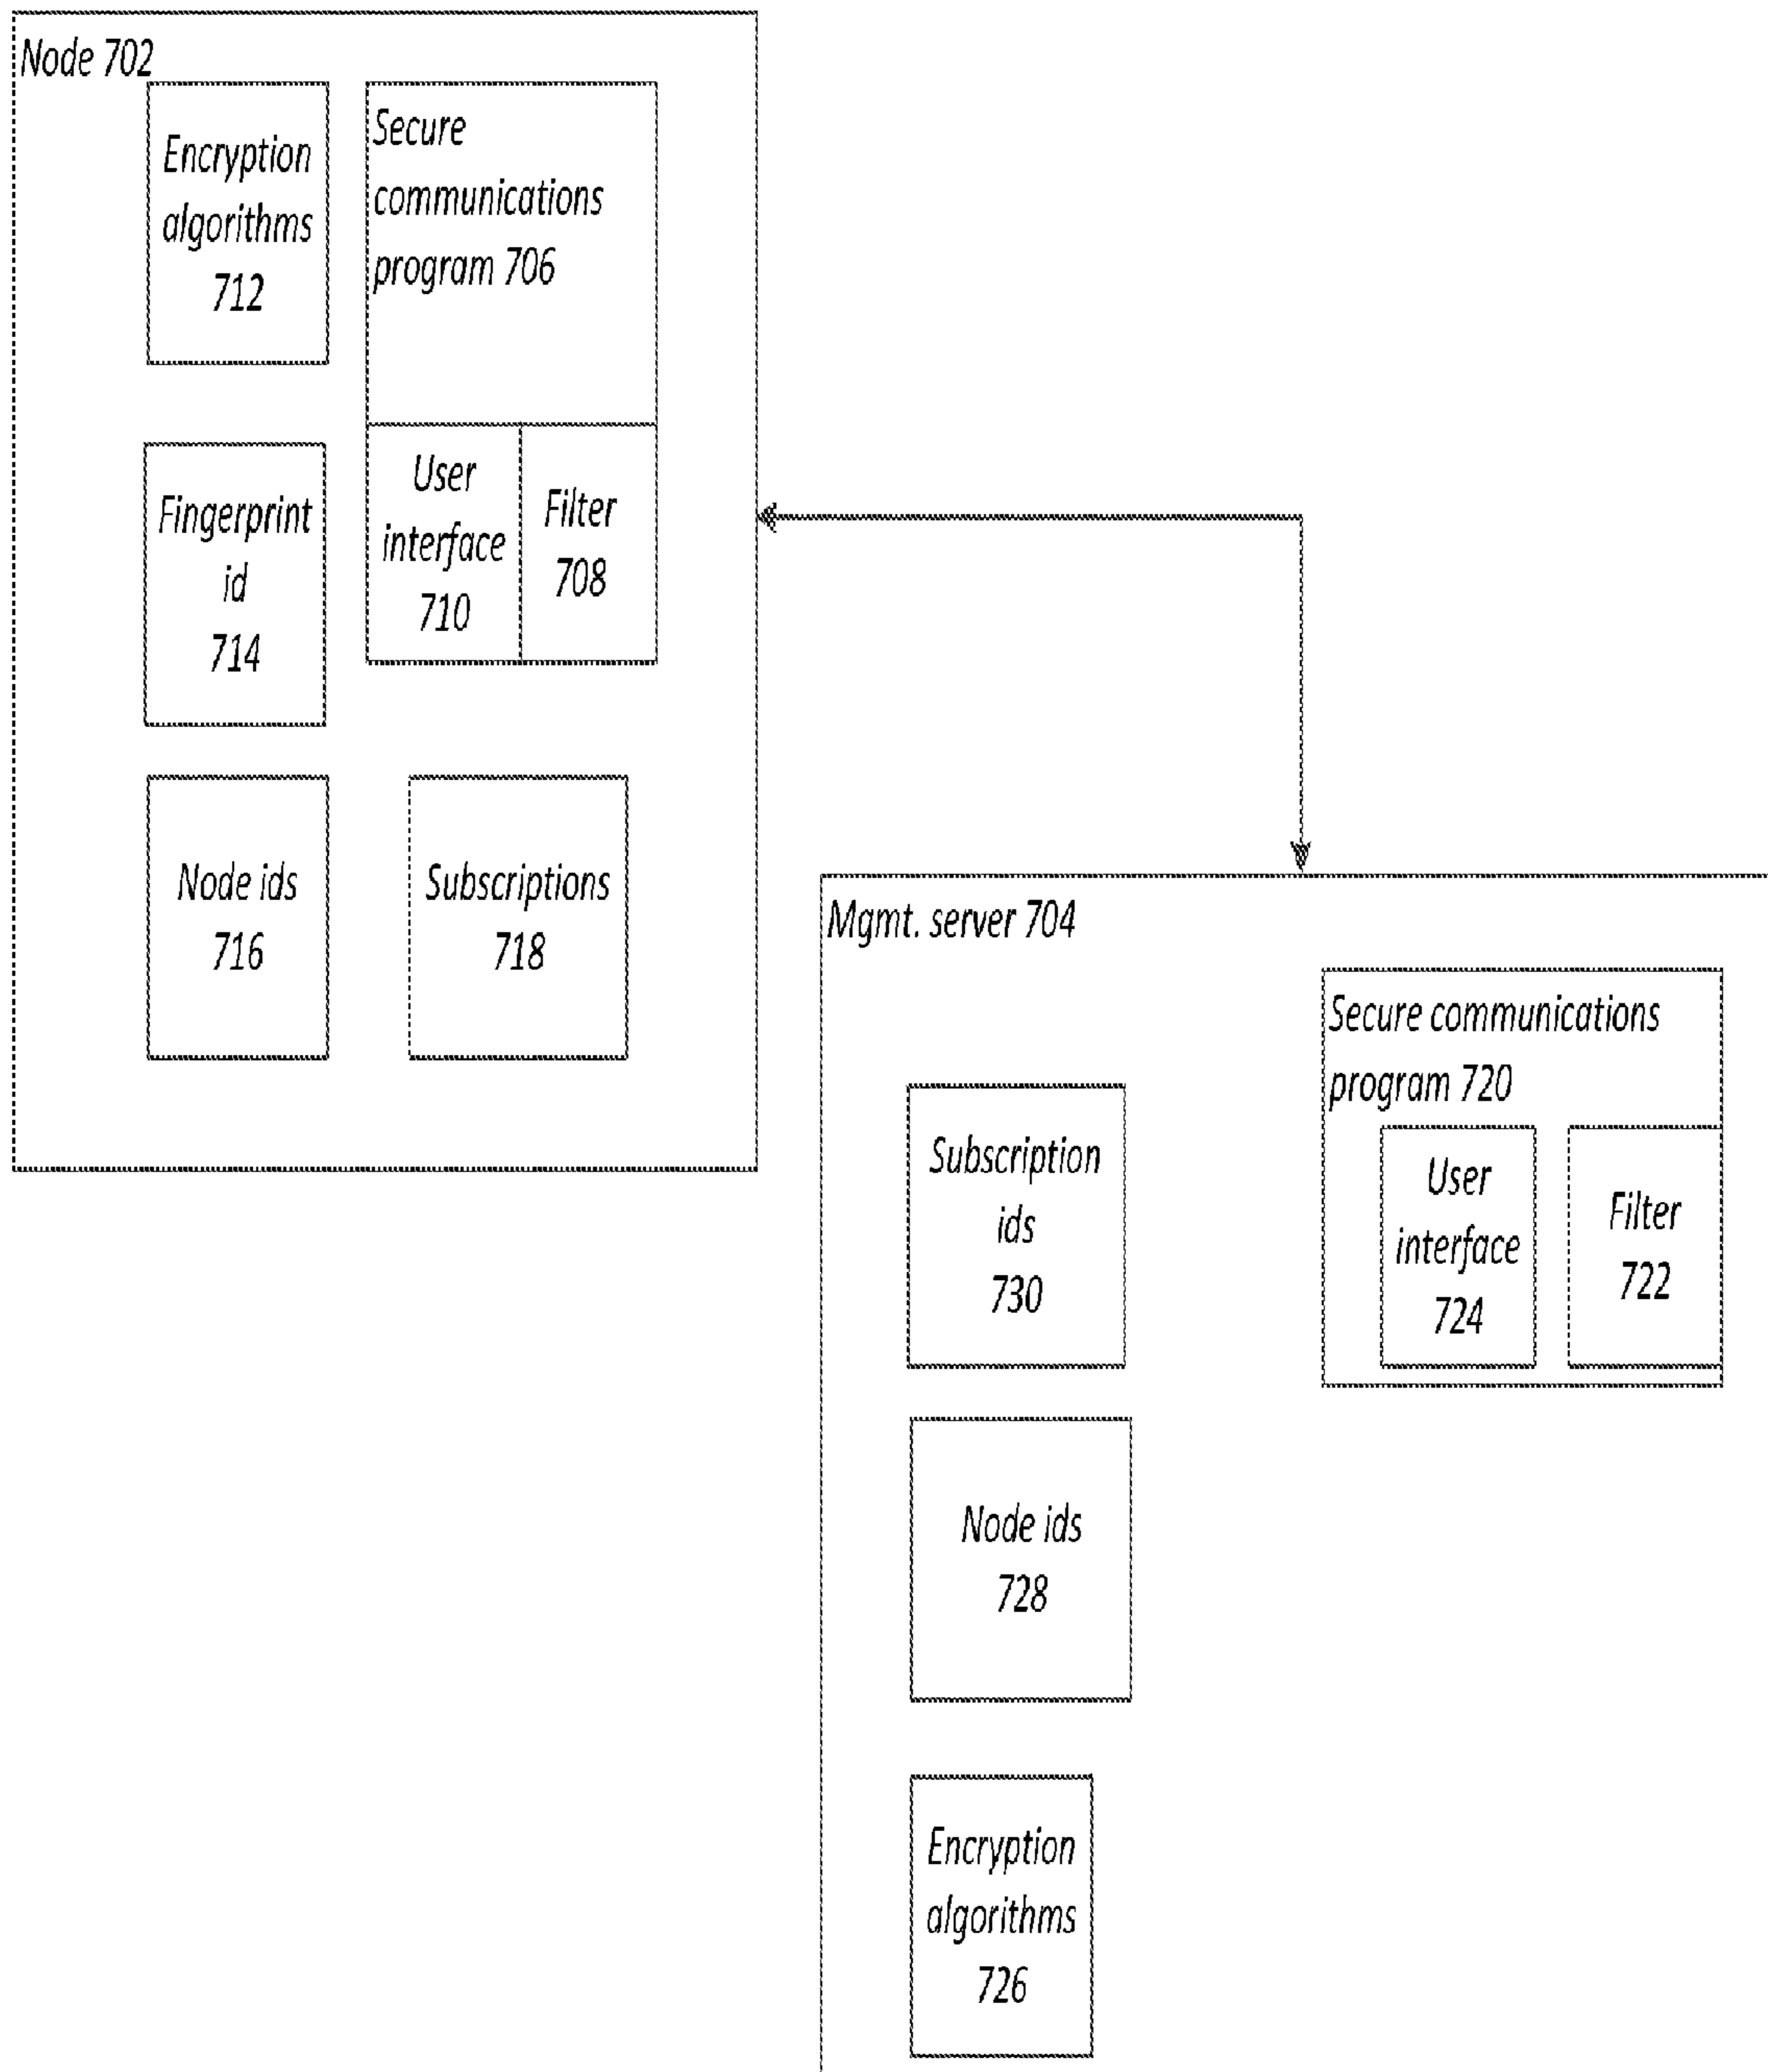 Node 702
Encryption
algorithms
712
Secure
communications
program 706
User
interface
710
Filter
708
Fingerprint
id
714
Node ids
716
Subscriptions
718
Mgmt. server 704
Secure communications
program 720
User
interface
724
Filter
722
Subscription
ids
730
Node ids
728
Encryption
algorithms
726